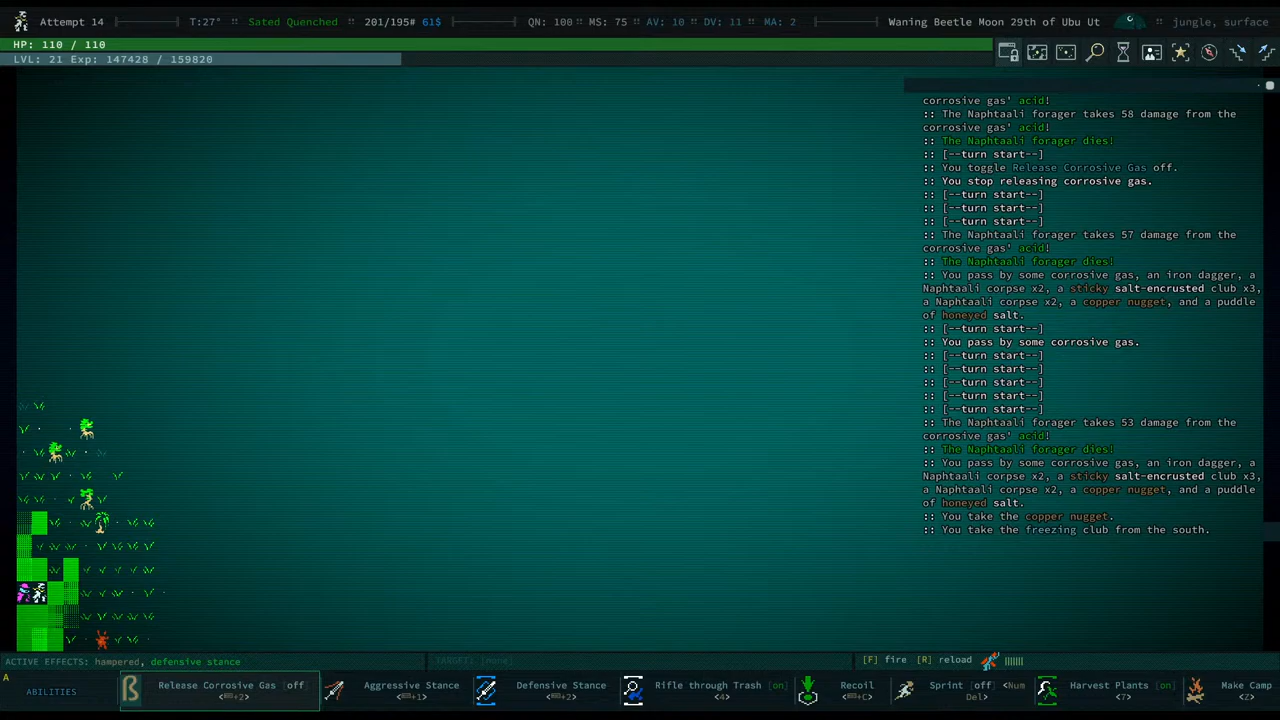 Attempt 14 T:27° :: Sated Quenched :: 201/195# 61$ QN: 100 :: MS: 75 :: AV: 10 :: DV: 11 :: MA: 2 Waning Beetle Moon 29th of Ubu Ut :: jungle, surface
HP: 110 / 110
LVL: 21 Exp: 147428 / 159820
corrosive gas' acid!
:: The Naphtaali forager takes 58 damage from the
corrosive gas' acid!
:: The Naphtaali forager dies!
:: [--turn start--]
:: You toggle Release Corrosive Gas off.
:: You stop releasing corrosive gas.
:: [--turn start--]
:: [--turn start--]
:: [--turn start--]
:: The Naphtaali forager takes 57 damage from the
corrosive gas' acid!
:: The Naphtaali forager dies!
:: You pass by some corrosive gas, an iron dagger, a
Naphtaali corpse x2, a sticky salt-encrusted club x3,
a Naphtaali corpse x2, a copper nugget, and a puddle
of honeyed salt.
:: [--turn start--]
:: You pass by some corrosive gas.
:: [--turn start--]
:: [--turn start--]
:: [--turn start--]
:: [--turn start--]
:: [--turn start--]
:: The Naphtaali forager takes 53 damage from the
corrosive gas' acid!
:: The Naphtaali forager dies!
:: You pass by some corrosive gas, an iron dagger, a
Naphtaali corpse x2, a sticky salt-encrusted club x3,
a Naphtaali corpse x2, a copper nugget, and a puddle
of honeyed salt.
:: You take the copper nugget.
:: You take the freezing club from the south.
ACTIVE EFFECTS: hampered, defensive stance TARGET: [none] [F] fire [R] reload
A
ABILITIES
Release Corrosive Gas [off]
+2>
Aggressive Stance
+1>
Defensive Stance
+2>
Rifle through Trash [on]
<4>
Recoil
+C>
Sprint [off] <Num
Del>
Harvest Plants [on]
<7>
Make Camp
<Z>